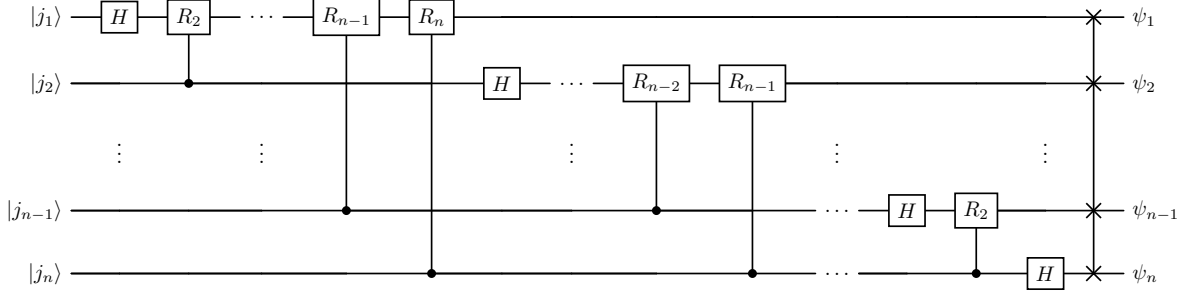 |j₁⟩ H R₂ ⋯ Rₙ₋₁ Rₙ ψ₁
|j₂⟩ H ⋯ Rₙ₋₂ Rₙ₋₁ ψ₂
⋮ ⋮ ⋮ ⋮ ⋮
|jₙ₋₁⟩ ⋯ H R₂ ψₙ₋₁
|jₙ⟩ ⋯ H ψₙ